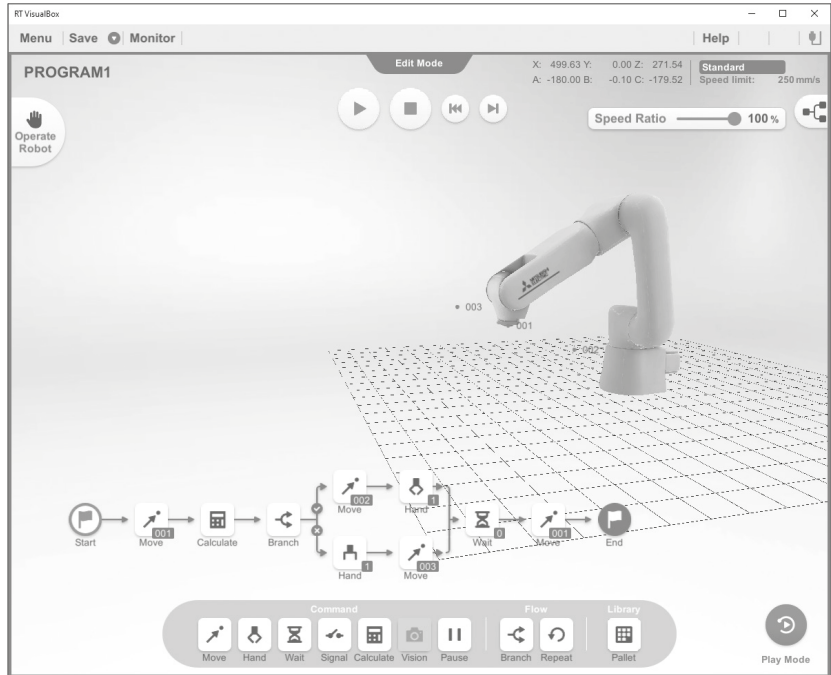 RT VisualBox
Menu Save Monitor Help
Edit Mode
PROGRAM1
X: 499.63 Y: 0.00 Z: 271.54
A: -180.00 B: -0.10 C: -179.52
Standard
Speed limit: 250 mm/s
Operate
Robot
Speed Ratio 100 %
MITSUBISHI
ELECTRIC
003
001
002
002
Move
1
Hand
Start
001
Move
Calculate
Branch
0
Wait
001
Move
End
1
Hand
003
Move
Command Flow Library
Move Hand Wait Signal Calculate Vision Pause Branch Repeat Pallet
Play Mode